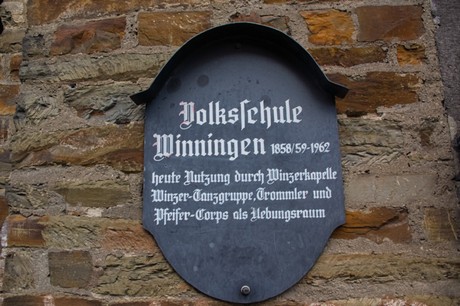 Volksſchule
Winningen 1858/59-1962
heute Nutzung durch Winzerkapelle
Winzer-Tanzgruppe, Trommler und
Pfeifer-Corps als Uebungsraum